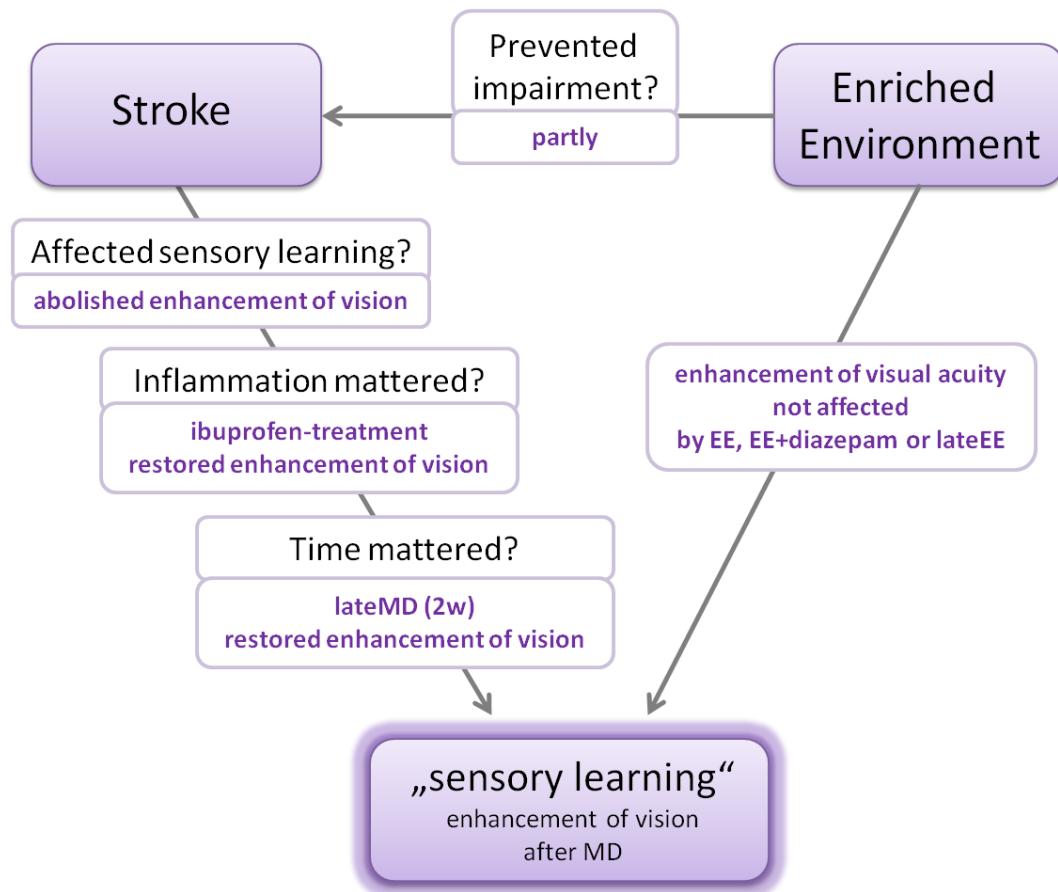 Stroke
Prevented
impairment?
partly
Enriched
Environment
Affected sensory learning?
abolished enhancement of vision
Inflammation mattered?
ibuprofen-treatment
restored enhancement of vision
Time mattered?
lateMD (2w)
restored enhancement of vision
enhancement of visual acuity
not affected
by EE, EE+diazepam or lateEE
„sensory learning“
enhancement of vision
after MD